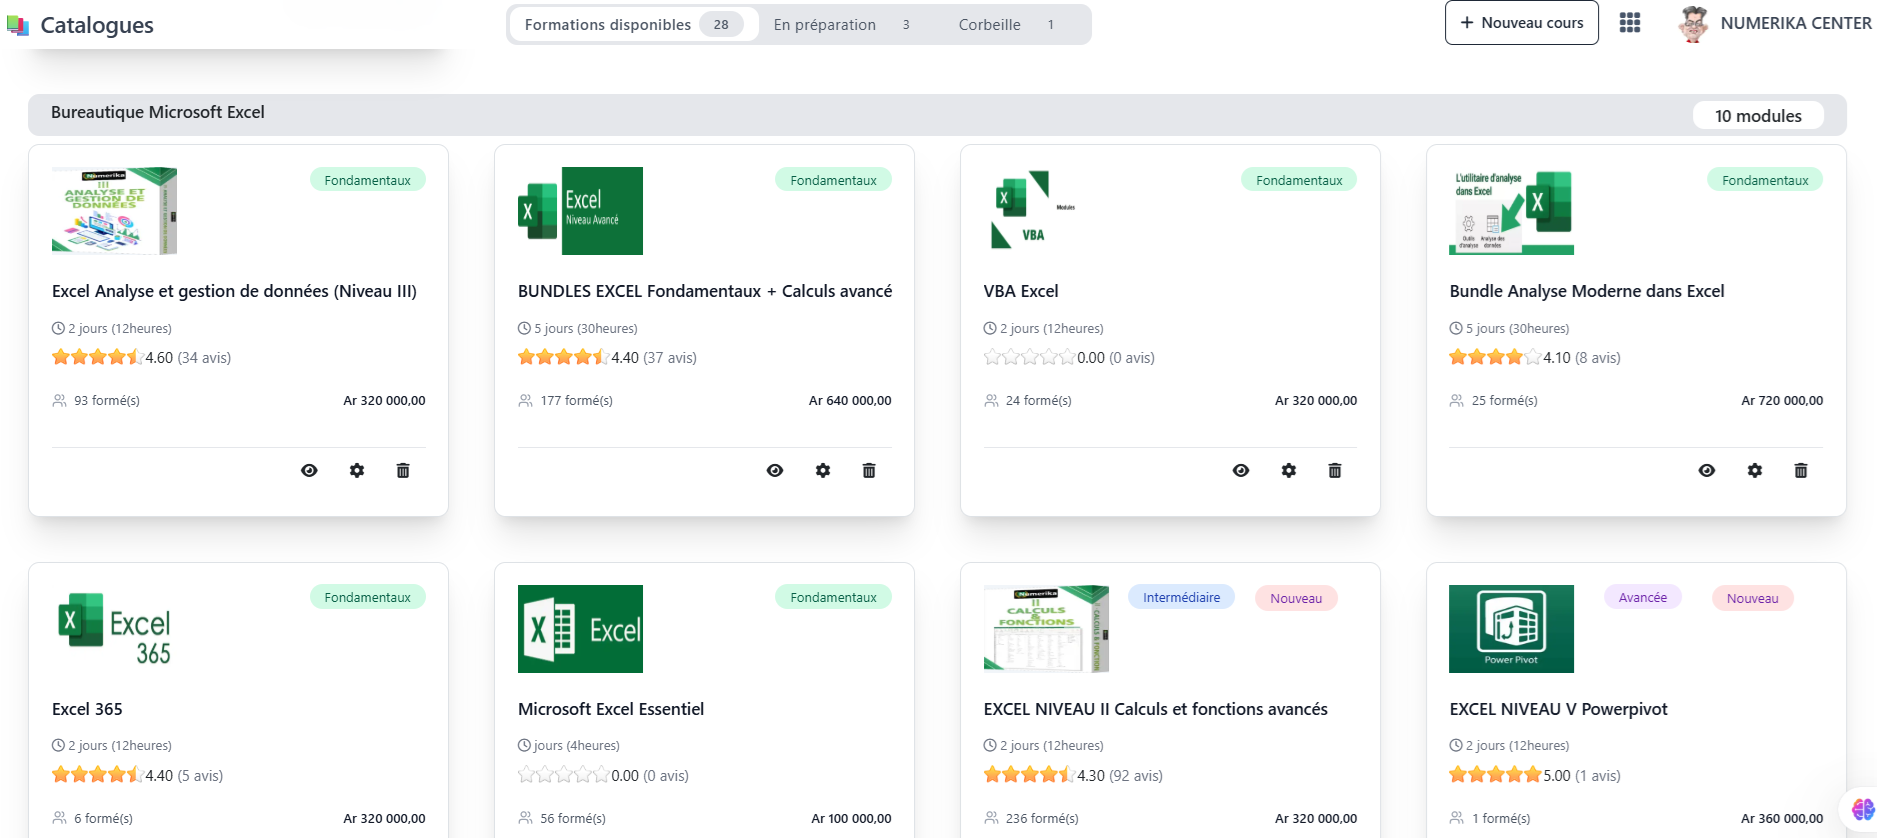 Catalogues
Formations disponibles 28
En préparation 3
Corbeille 1
+ Nouveau cours
NUMERIKA CENTER
Bureautique Microsoft Excel
10 modules
Numerika
III
ANALYSE ET
GESTION DE
DONNÉES
Fondamentaux
Excel Analyse et gestion de données (Niveau III)
2 jours (12heures)
4.60 (34 avis)
93 formé(s)
Ar 320 000,00
X
Excel
Niveau Avancé
Fondamentaux
BUNDLES EXCEL Fondamentaux + Calculs avancé
5 jours (30heures)
4.40 (37 avis)
177 formé(s)
Ar 640 000,00
X
Modules
VBA
Fondamentaux
VBA Excel
2 jours (12heures)
0.00 (0 avis)
24 formé(s)
Ar 320 000,00
L'utilitaire d'analyse
dans Excel
X
Outils
d'analyse
Analyse des
données
Fondamentaux
Bundle Analyse Moderne dans Excel
5 jours (30heures)
4.10 (8 avis)
25 formé(s)
Ar 720 000,00
X
Excel
365
Fondamentaux
Excel 365
2 jours (12heures)
4.40 (5 avis)
6 formé(s)
Ar 320 000,00
X
Excel
Fondamentaux
Microsoft Excel Essentiel
jours (4heures)
0.00 (0 avis)
56 formé(s)
Ar 100 000,00
Numerika
II
CALCULS
&
FONCTIONS
Intermédiaire
Nouveau
EXCEL NIVEAU II Calculs et fonctions avancés
2 jours (12heures)
4.30 (92 avis)
236 formé(s)
Ar 320 000,00
Power Pivot
Avancée
Nouveau
EXCEL NIVEAU V Powerpivot
2 jours (12heures)
5.00 (1 avis)
1 formé(s)
Ar 360 000,00